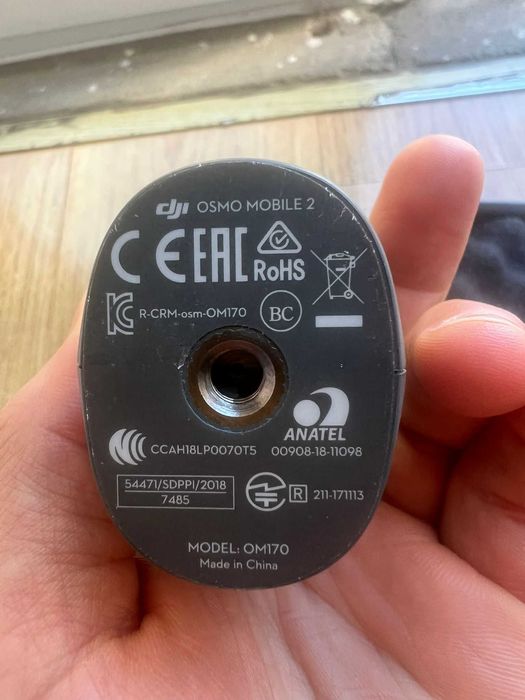 dji OSMO MOBILE 2
CE EAC RoHS
R-CRM-osm-OM170 BC
ANATEL
CCAH18LP0070T5 00908-18-11098
54471/SDPPI/2018
7485
R 211-171113
MODEL: OM170
Made in China